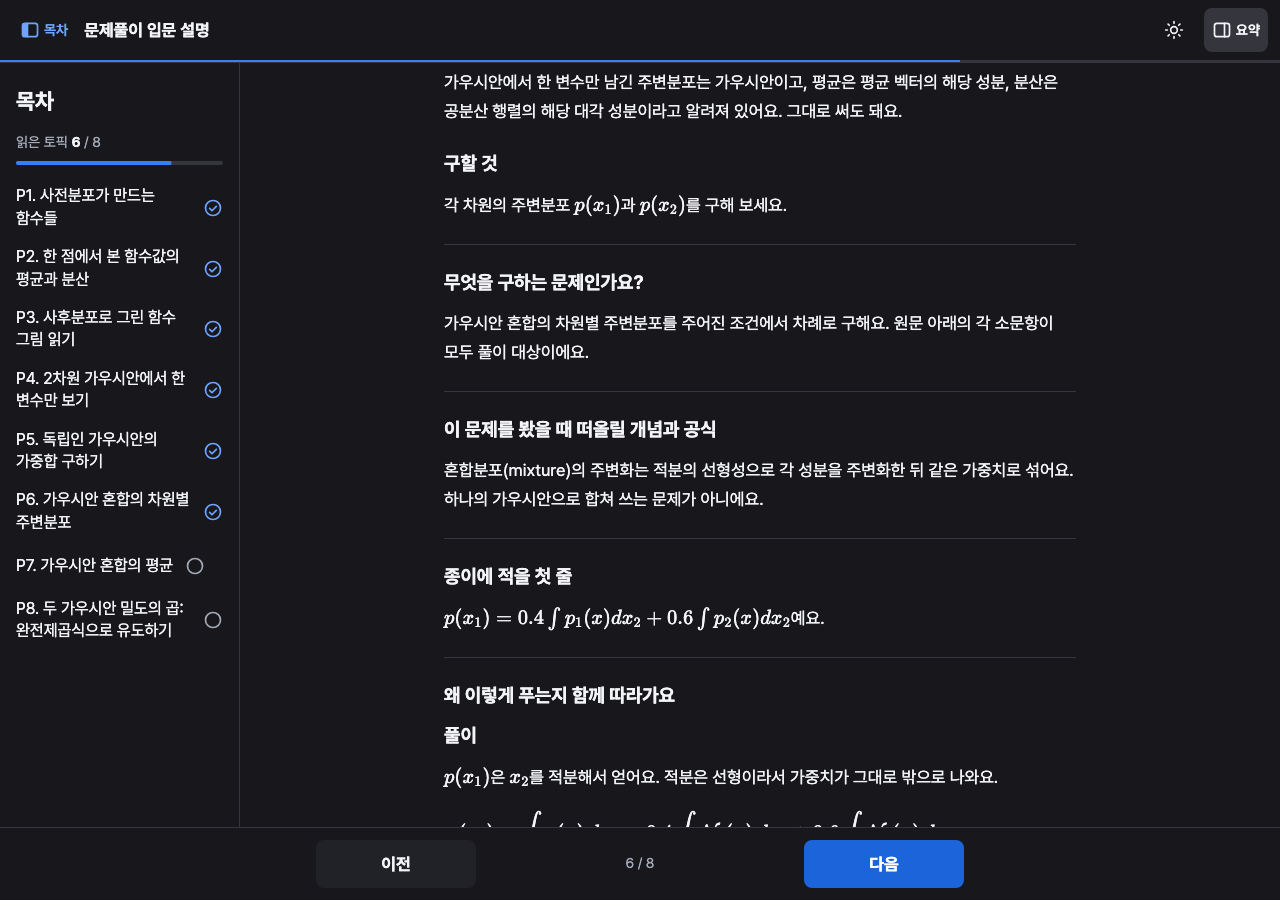 목차
문제풀이 입문 설명
요약
목차
읽은 토픽 6 / 8
P1. 사전분포가 만드는
함수들
P2. 한 점에서 본 함수값의
평균과 분산
P3. 사후분포로 그린 함수
그림 읽기
P4. 2차원 가우시안에서 한
변수만 보기
P5. 독립인 가우시안의
가중합 구하기
P6. 가우시안 혼합의 차원별
주변분포
P7. 가우시안 혼합의 평균
P8. 두 가우시안 밀도의 곱:
완전제곱식으로 유도하기
가우시안에서 한 변수만 남긴 주변분포는 가우시안이고, 평균은 평균 벡터의 해당 성분, 분산은
공분산 행렬의 해당 대각 성분이라고 알려져 있어요. 그대로 써도 돼요.
구할 것
각 차원의 주변분포 p(x₁)과 p(x₂)를 구해 보세요.
무엇을 구하는 문제인가요?
가우시안 혼합의 차원별 주변분포를 주어진 조건에서 차례로 구해요. 원문 아래의 각 소문항이
모두 풀이 대상이에요.
이 문제를 봤을 때 떠올릴 개념과 공식
혼합분포(mixture)의 주변화는 적분의 선형성으로 각 성분을 주변화한 뒤 같은 가중치로 섞어요.
하나의 가우시안으로 합쳐 쓰는 문제가 아니에요.
종이에 적을 첫 줄
p(x₁) = 0.4 ∫ p₁(x)dx₂ + 0.6 ∫ p₂(x)dx₂예요.
왜 이렇게 푸는지 함께 따라가요
풀이
p(x₁)은 x₂를 적분해서 얻어요. 적분은 선형이라서 가중치가 그대로 밖으로 나와요.
이전
6 / 8
다음